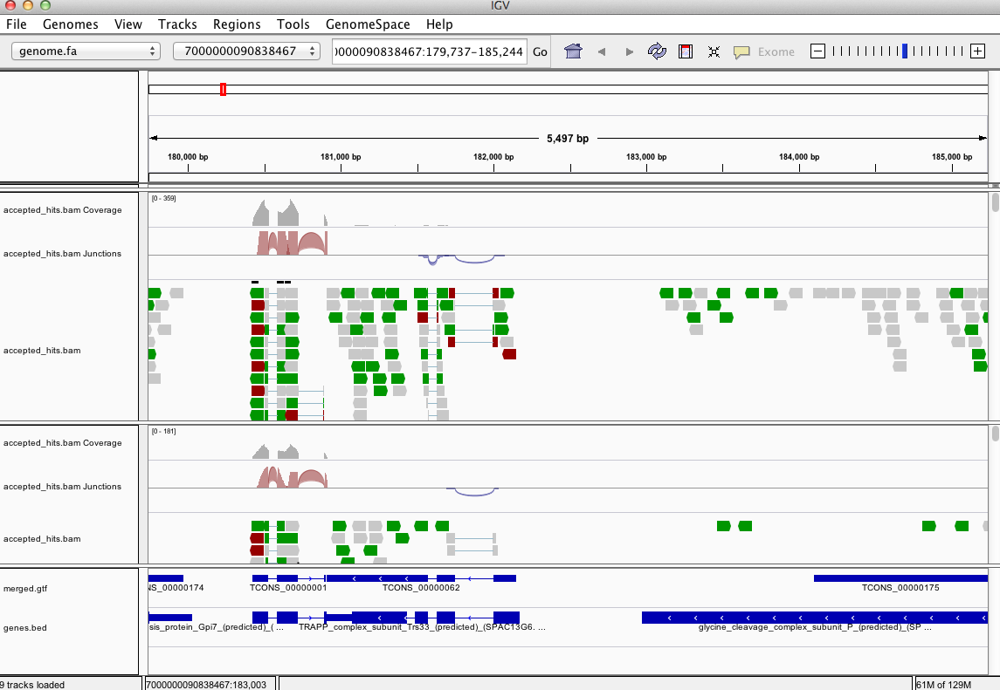 IGV
File Genomes View Tracks Regions Tools GenomeSpace Help
genome.fa 7000000090838467 0000090838467:179,737-185,244 Go Exome
5,497 bp
180,000 bp 181,000 bp 182,000 bp 183,000 bp 184,000 bp 185,000 bp
[0 - 359]
accepted_hits.bam Coverage
accepted_hits.bam Junctions
accepted_hits.bam
[0 - 181]
accepted_hits.bam Coverage
accepted_hits.bam Junctions
accepted_hits.bam
merged.gtf NS_00000174 TCONS_00000001 TCONS_00000062 TCONS_00000175
genes.bed sis_protein_Gpi7_(predicted)_( ... TRAPP_complex_subunit_Trs33_(predicted)_(SPAC13G6. ... glycine_cleavage_complex_subunit_P_(predicted)_(SP ...
9 tracks loaded 7000000090838467:183,003 61M of 129M